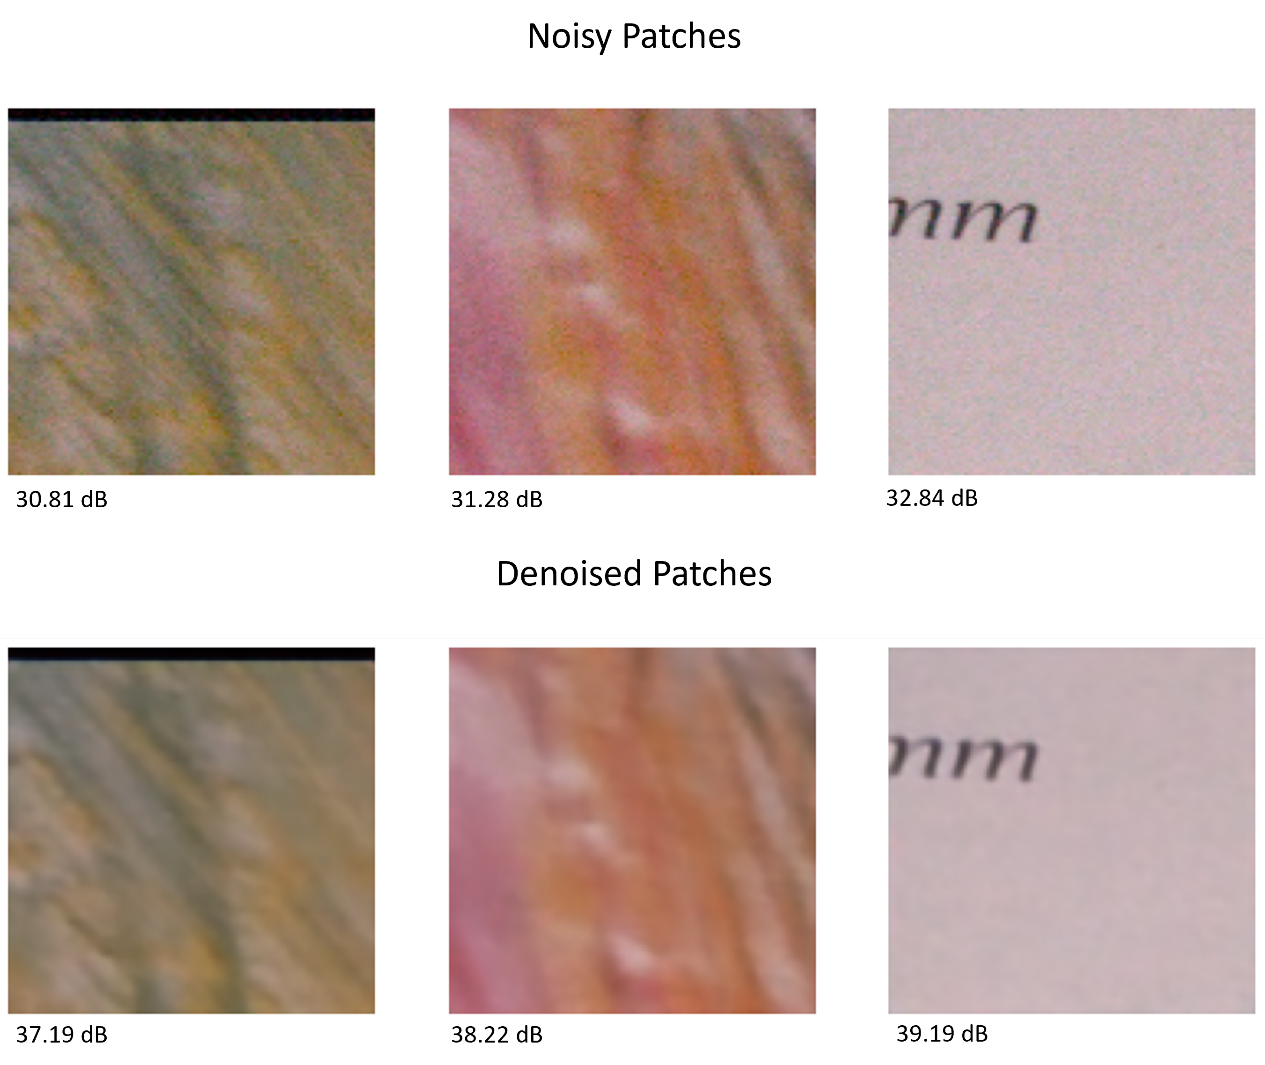 Noisy Patches
nm
30.81 dB
31.28 dB
32.84 dB
Denoised Patches
nm
37.19 dB
38.22 dB
39.19 dB